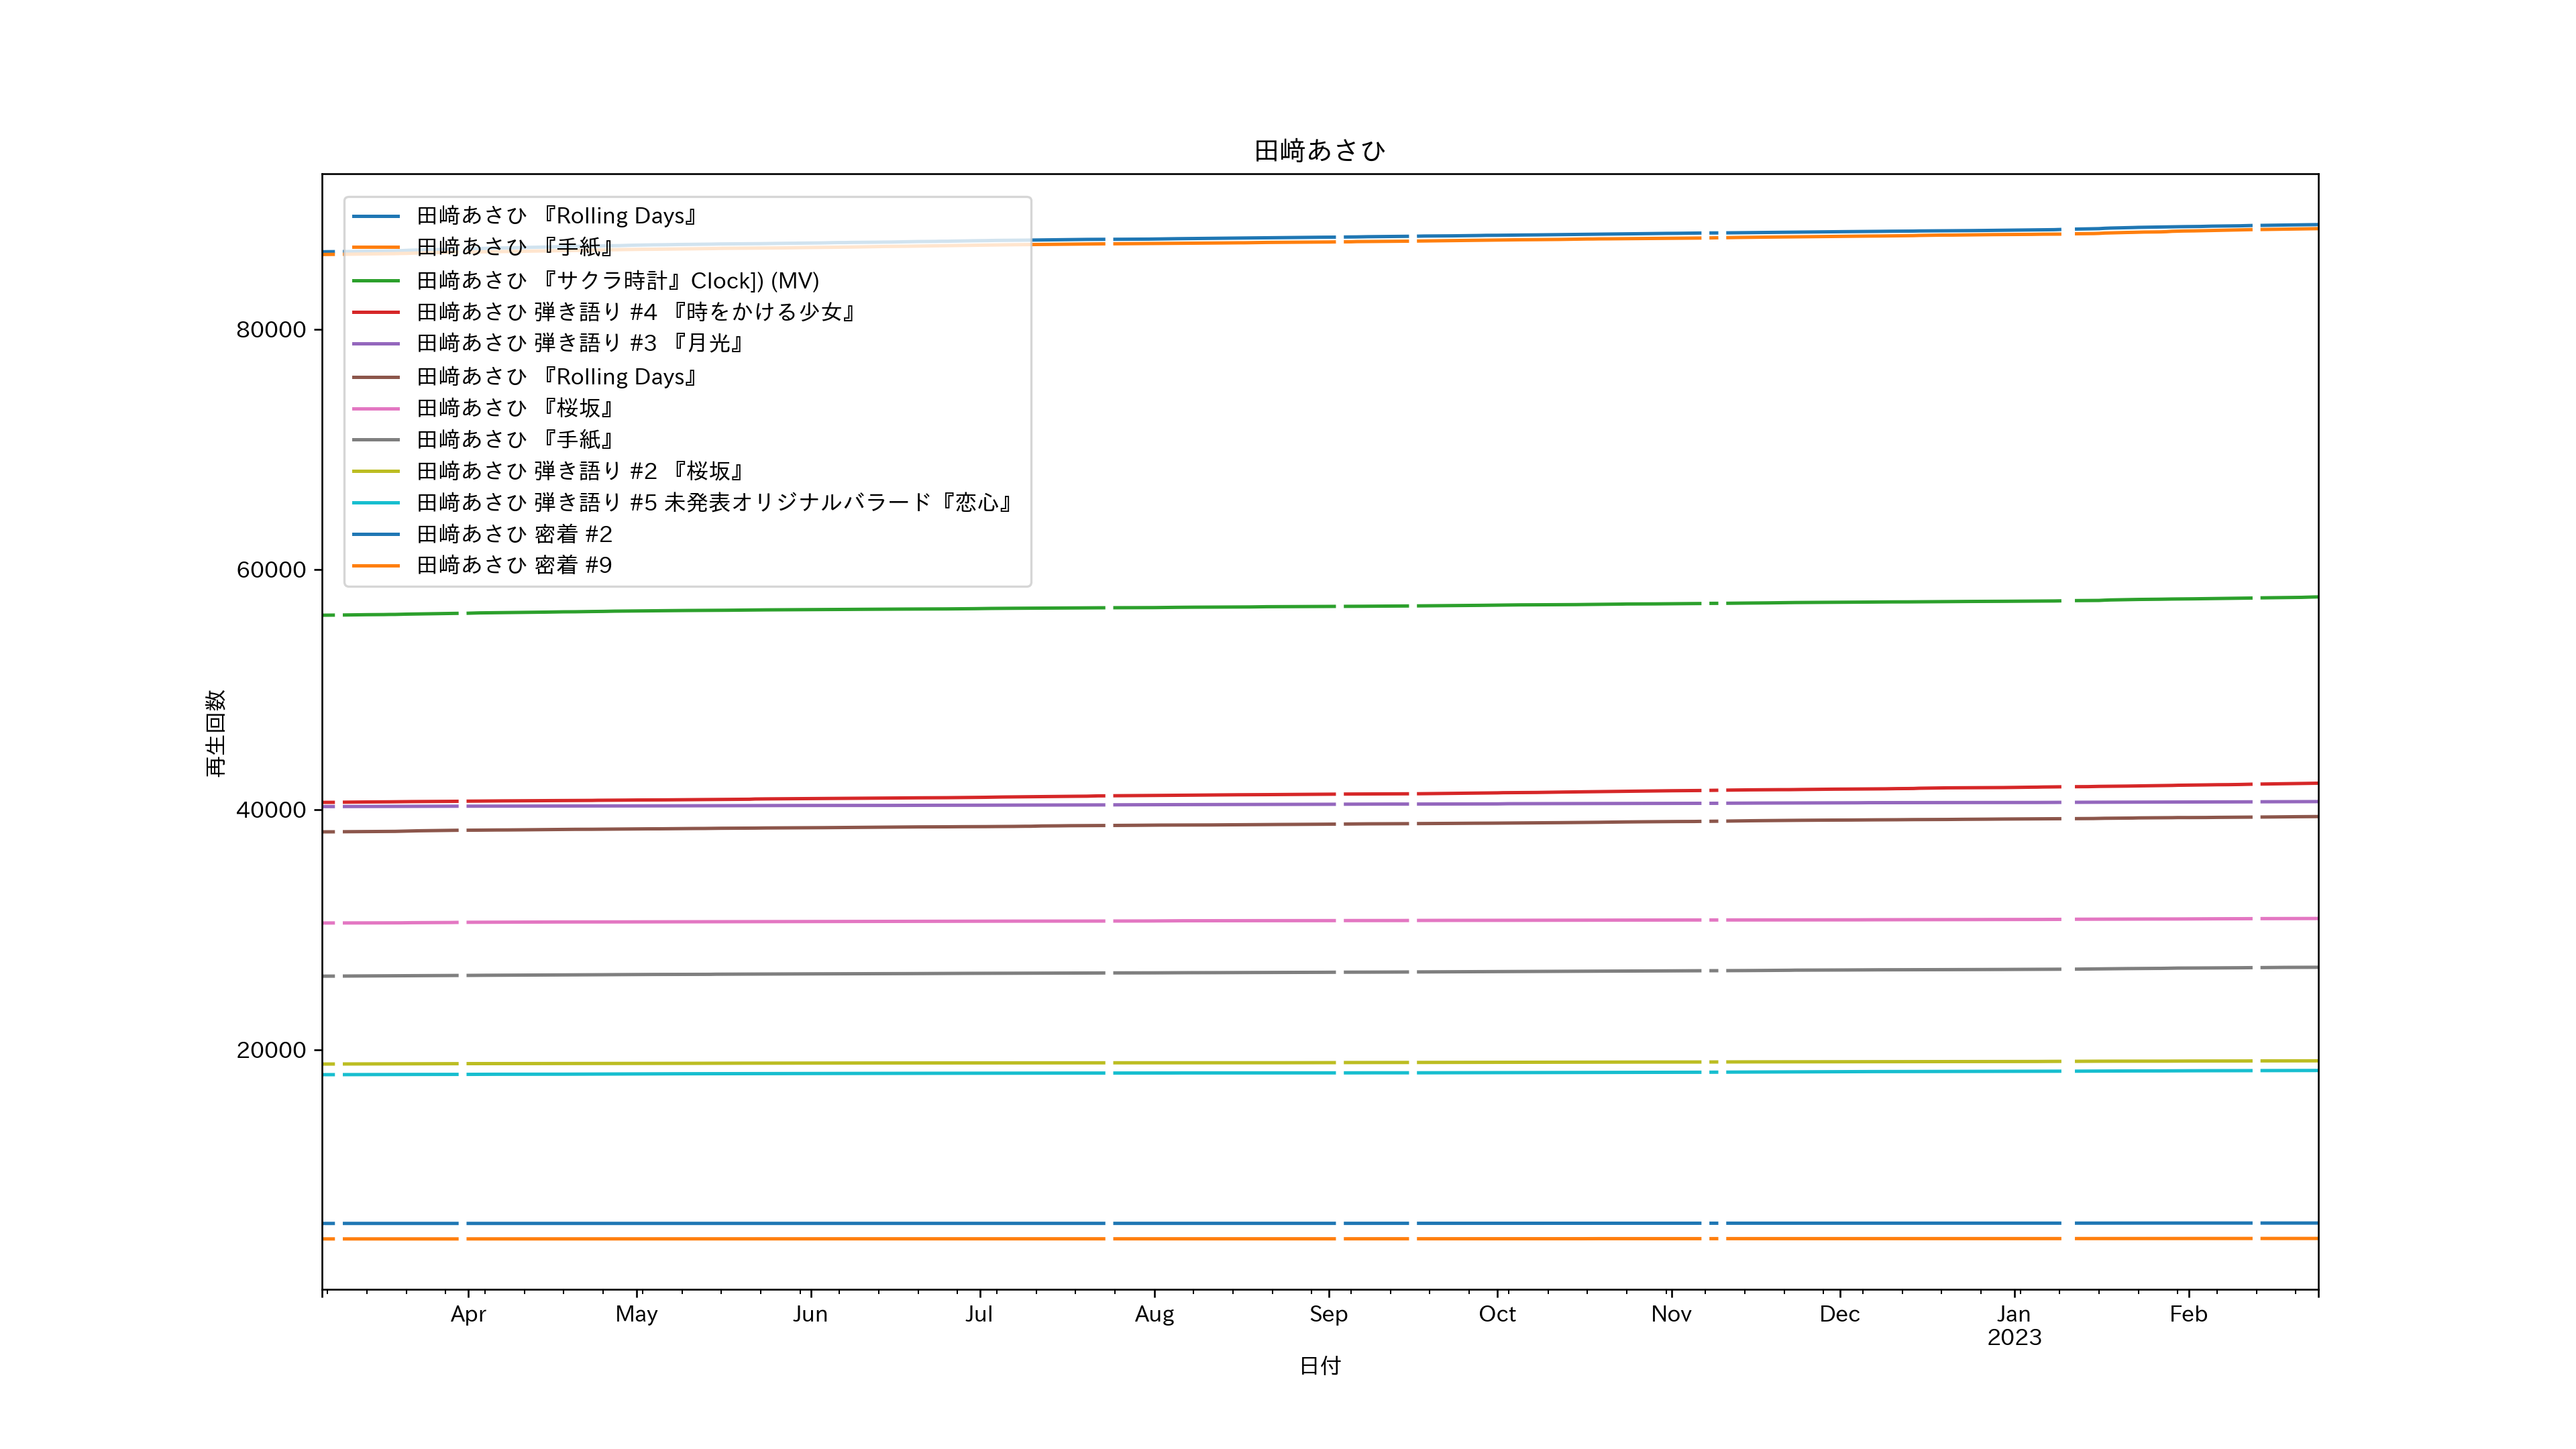 田﨑あさひ
田﨑あさひ 『Rolling Days』
田﨑あさひ 『手紙』
田﨑あさひ 『サクラ時計』Clock]) (MV)
田﨑あさひ 弾き語り #4 『時をかける少女』
田﨑あさひ 弾き語り #3 『月光』
田﨑あさひ 『Rolling Days』
田﨑あさひ 『桜坂』
田﨑あさひ 『手紙』
田﨑あさひ 弾き語り #2 『桜坂』
田﨑あさひ 弾き語り #5 未発表オリジナルバラード『恋心』
田﨑あさひ 密着 #2
田﨑あさひ 密着 #9
80000
60000
40000
20000
再生回数
Apr May Jun Jul Aug Sep Oct Nov Dec Jan Feb
2023
日付